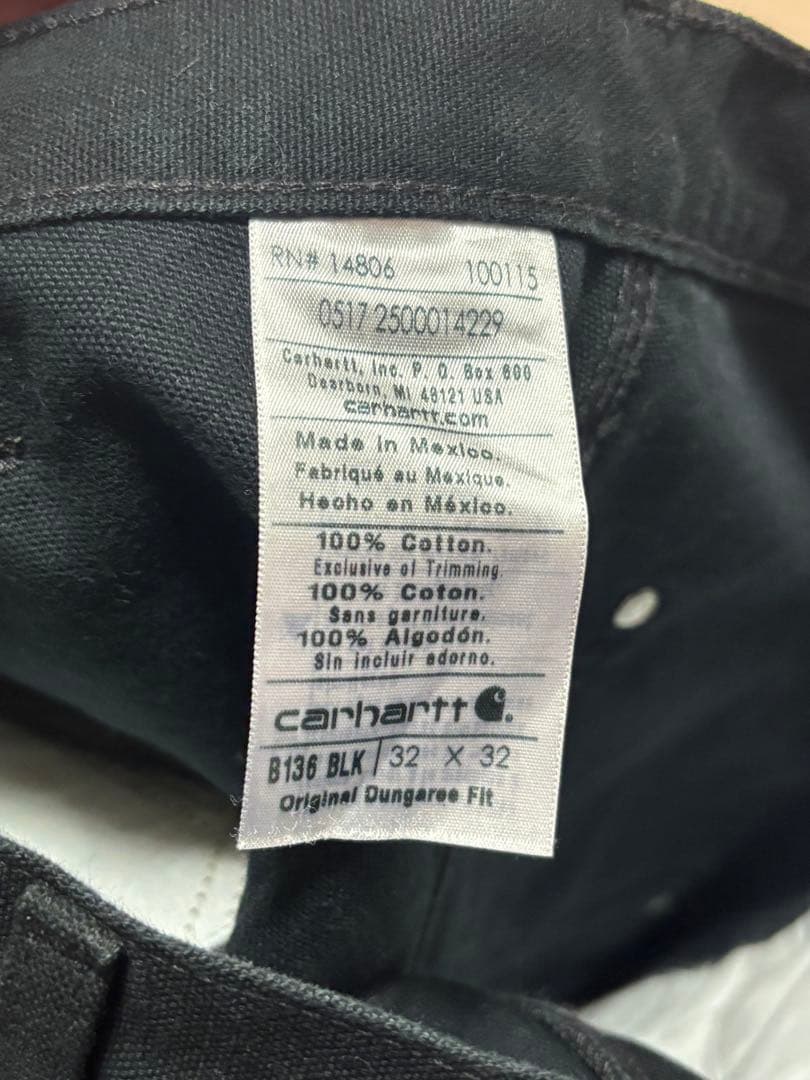 RN# 14806 100115
0517 2500014229
Carhartt, Inc. P. O. Box 600
Dearborn, MI 48121 USA
carhartt.com
Made in Mexico.
Fabriqué au Mexique.
Hecho en México.
100% Cotton.
Exclusive of Trimming.
100% Coton.
Sans garniture.
100% Algodón.
Sin incluir adorno.
carhartt
B136 BLK 32 X 32
Original Dungaree Fit